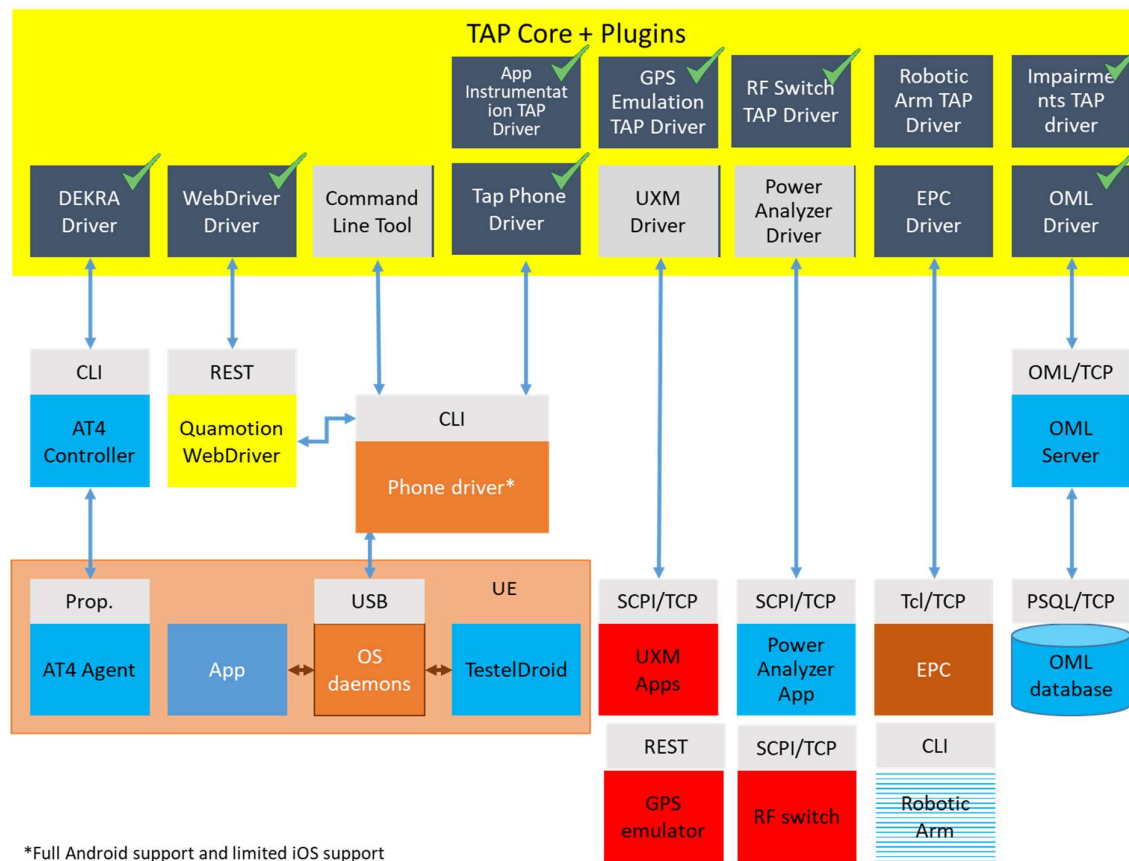 TAP Core + Plugins
App
Instrumentat
ion TAP
Driver
GPS
Emulation
TAP Driver
RF Switch
TAP Driver
Robotic
Arm TAP
Driver
Impairme
nts TAP
driver
DEKRA
Driver
WebDriver
Driver
Command
Line Tool
Tap Phone
Driver
UXM
Driver
Power
Analyzer
Driver
EPC
Driver
OML
Driver
CLI
AT4
Controller
REST
Quamotion
WebDriver
CLI
Phone driver*
OML/TCP
OML
Server
UE
Prop.
AT4 Agent
App
USB
OS
daemons
TestelDroid
SCPI/TCP
UXM
Apps
SCPI/TCP
Power
Analyzer
App
Tcl/TCP
EPC
PSQL/TCP
OML
database
REST
GPS
emulator
SCPI/TCP
RF switch
CLI
Robotic
Arm
*Full Android support and limited iOS support